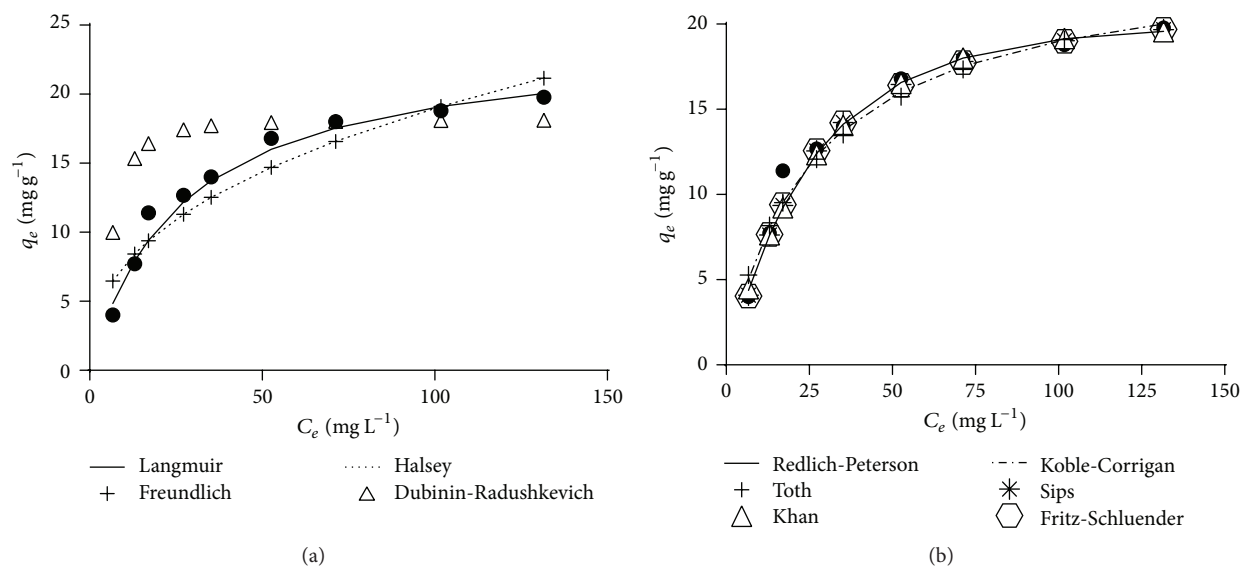 25
20
15
10
5
0
0 50 100 150
q_e (mg g⁻¹)
C_e (mg L⁻¹)
Langmuir
Freundlich
Halsey
Dubinin-Radushkevich
(a)
20
15
10
5
0
0 25 50 75 100 125 150
q_e (mg g⁻¹)
C_e (mg L⁻¹)
Redlich-Peterson
Toth
Khan
Koble-Corrigan
Sips
Fritz-Schluender
(b)